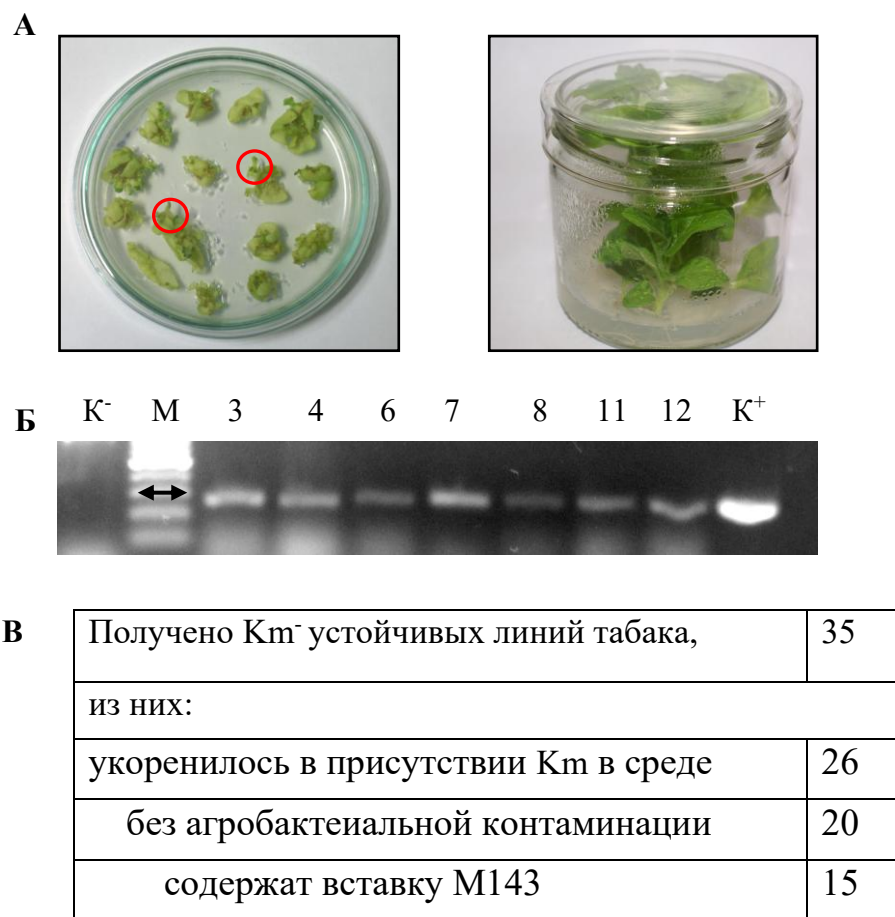 А
Б
К⁻ М 3 4 6 7 8 11 12 К⁺
В
Получено Km⁻ устойчивых линий табака, 35
из них:
укоренилось в присутствии Km в среде 26
без агробактеиальной контаминации 20
содержат вставку М143 15